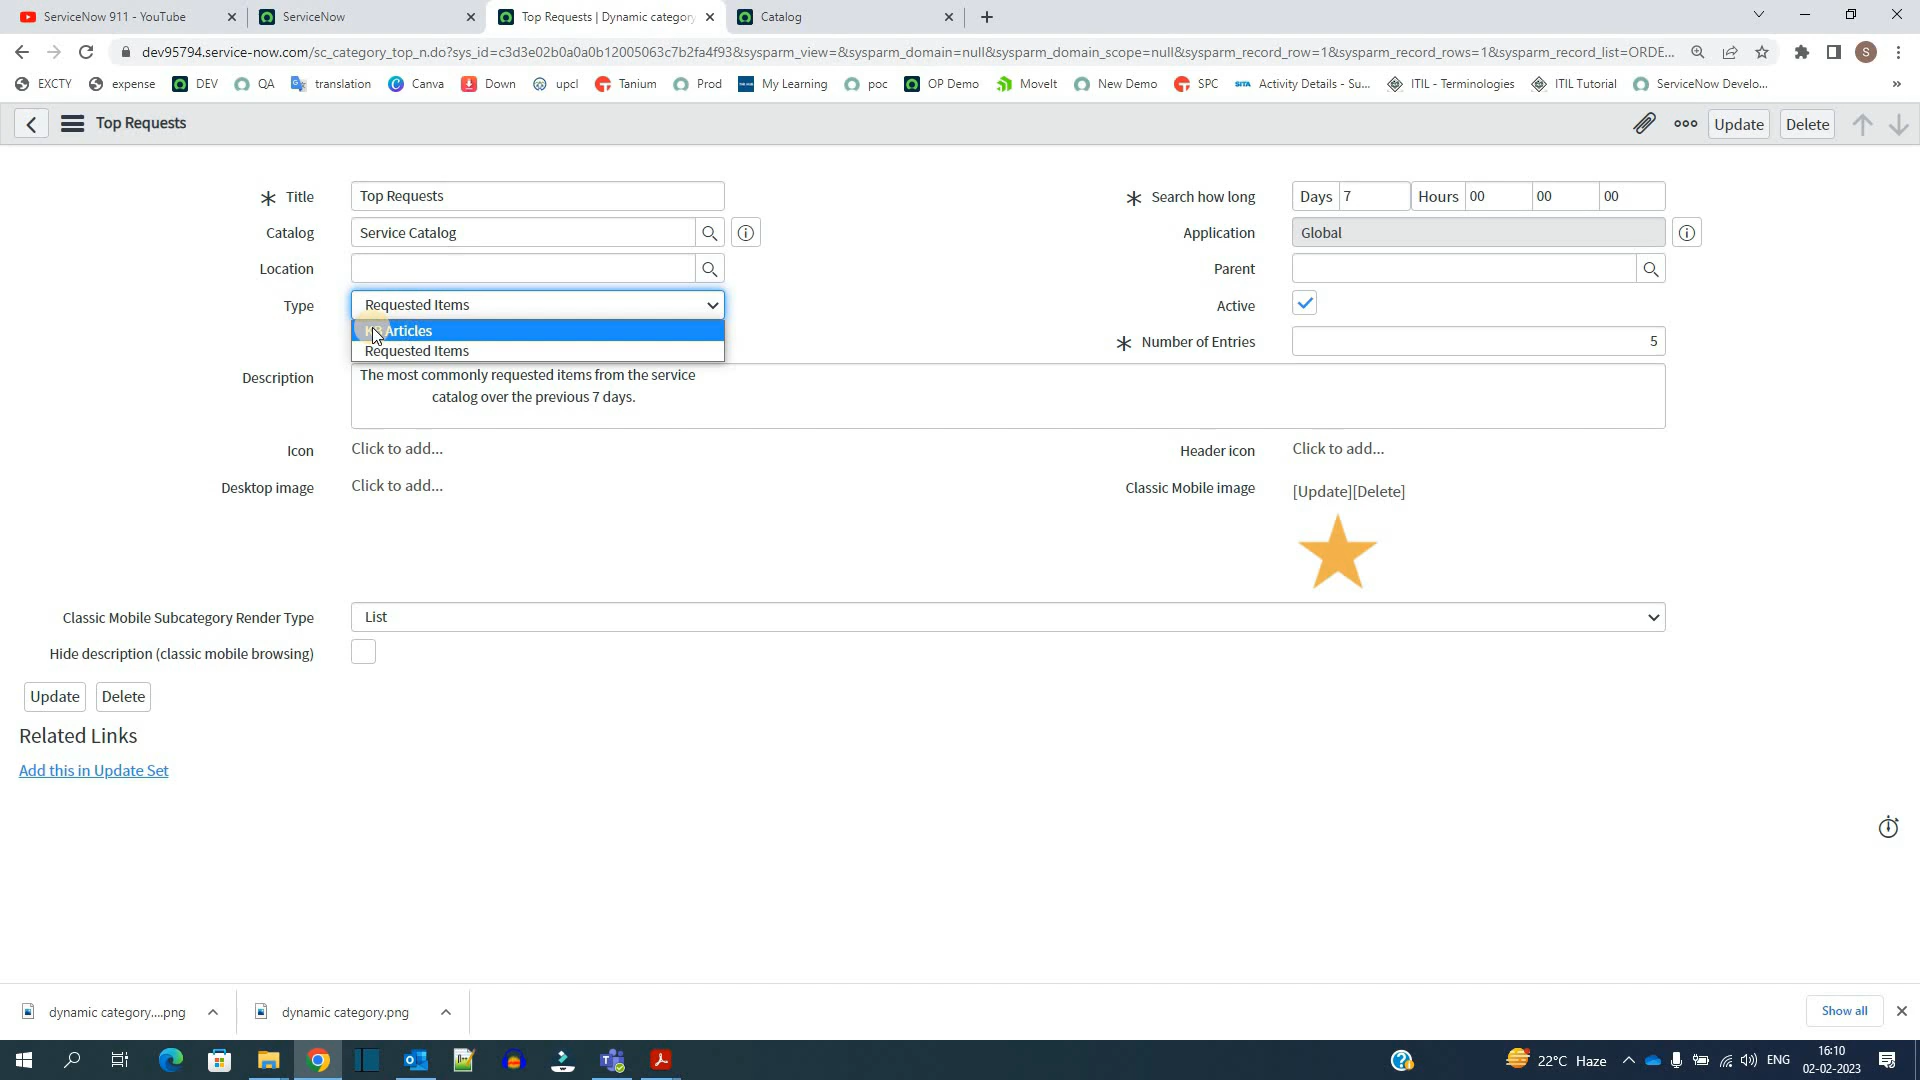 ServiceNow 911 - YouTube
ServiceNow
Top Requests | Dynamic category
Catalog
dev95794.service-now.com/sc_category_top_n.do?sys_id=c3d3e02b0a0a0b12005063c7b2fa4f93&sysparm_view=&sysparm_domain=null&sysparm_domain_scope=null&sysparm_record_row=1&sysparm_record_rows=1&sysparm_record_list=ORDE...
S
EXCTY
expense
DEV
QA
translation
Canva
Down
upcl
Tanium
Prod
My Learning
poc
OP Demo
MoveIt
New Demo
SPC
Activity Details - Su...
ITIL - Terminologies
ITIL Tutorial
ServiceNow Develo...
»
Top Requests
Update
Delete
Title
Top Requests
Search how long
Days 7
Hours 00 00 00
Catalog
Service Catalog
Application
Global
Location
Parent
Type
Requested Items
Active
Articles
Requested Items
Number of Entries
5
Description
The most commonly requested items from the service
catalog over the previous 7 days.
Icon
Click to add...
Header icon
Click to add...
Desktop image
Click to add...
Classic Mobile image
[Update][Delete]
Classic Mobile Subcategory Render Type
List
Hide description (classic mobile browsing)
Update
Delete
Related Links
Add this in Update Set
dynamic category....png
dynamic category.png
Show all
22°C Haze
ENG
16:10
02-02-2023